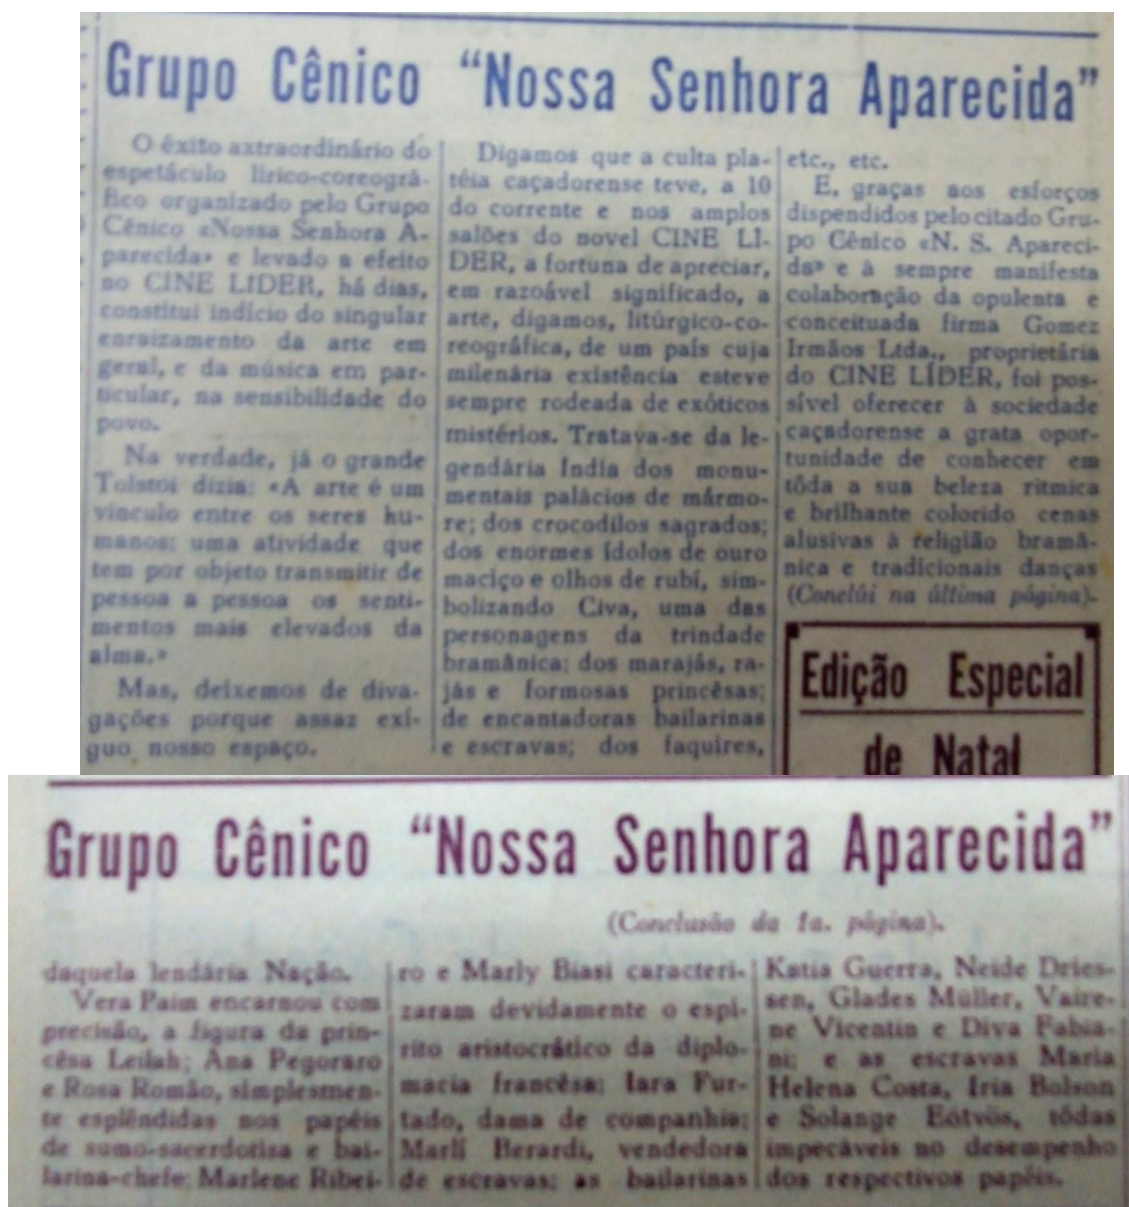 Grupo Cênico “Nossa Senhora Aparecida”
O êxito axtraordinário do
espetáculo lírico-coreográ-
fico organizado pelo Grupo
Cênico «Nossa Senhora A-
parecida» e levado a efeito
no CINE LÍDER, há dias,
constitui indício do singular
enraizamento da arte em
geral, e da música em par-
ticular, na sensibilidade do
povo.
Na verdade, já o grande
Tolstoi dizia: «A arte é um
vínculo entre os seres hu-
manos; uma atividade que
tem por objeto transmitir de
pessoa a pessoa os senti-
mentos mais elevados da
alma.»
Mas, deixemos de diva-
gações porque assaz exí-
guo nosso espaço.
Digamos que a culta pla-
téia caçadorense teve, a 10
do corrente e nos amplos
salões do novel CINE LI-
DER, a fortuna de apreciar,
em razoável significado, a
arte, digamos, litúrgico-co-
reográfica, de um país cuja
milenária existência esteve
sempre rodeada de exóticos
mistérios. Tratava-se da le-
gendária Índia dos monu-
mentais palácios de mármo-
re; dos crocodilos sagrados;
dos enormes ídolos de ouro
maciço e olhos de rubí, sim-
bolizando Civa, uma das
personagens da trindade
bramânica; dos marajás, ra-
jás e formosas princêsas;
de encantadoras bailarinas
e escravas; dos faquires,
etc., etc.
E, graças aos esforços
dispendidos pelo citado Gru-
po Cênico «N. S. Apareci-
da» e à sempre manifesta
colaboração da opulenta e
conceituada firma Gomez
Irmãos Ltda., proprietária
do CINE LÍDER, foi pos-
sível oferecer à sociedade
caçadorense a grata opor-
tunidade de conhecer em
tôda a sua beleza rítmica
e brilhante colorido cenas
alusivas à religião bramâ-
nica e tradicionais danças
(Conclúi na última página).
Edição Especial
de Natal
Grupo Cênico “Nossa Senhora Aparecida”
(Conclusão da 1a. página).
daquela lendária Nação.
Vera Paim encarnou com
precisão, a figura da prin-
cêsa Leilah; Ana Pegoraro
e Rosa Romão, simplesmen-
te esplêndidas nos papéis
de sumo-sacerdotisa e bai-
larina-chefe; Marlene Ribei-
ro e Marly Biasi caracteri-
zaram devidamente o espí-
rito aristocrático da diplo-
macia francêsa; Iara Fur-
tado, dama de companhia;
Marlí Berardi, vendedora
de escravas; as bailarinas
Katia Guerra, Neide Dries-
sen, Glades Müller, Vaire-
ne Vicentin e Diva Fabia-
ni; e as escravas Maria
Helena Costa, Iria Bolson
e Solange Eötvös, tôdas
impecáveis no desempenho
dos respectivos papéis.